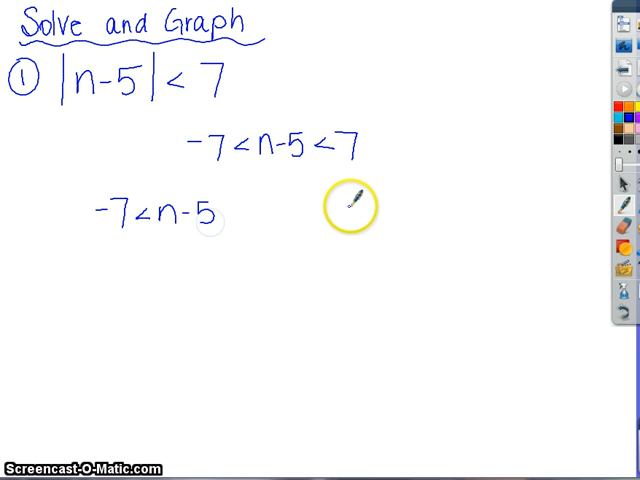 Solve and Graph
① |n-5| < 7
-7 < n-5 < 7
-7 < n-5
Screencast-O-Matic.com